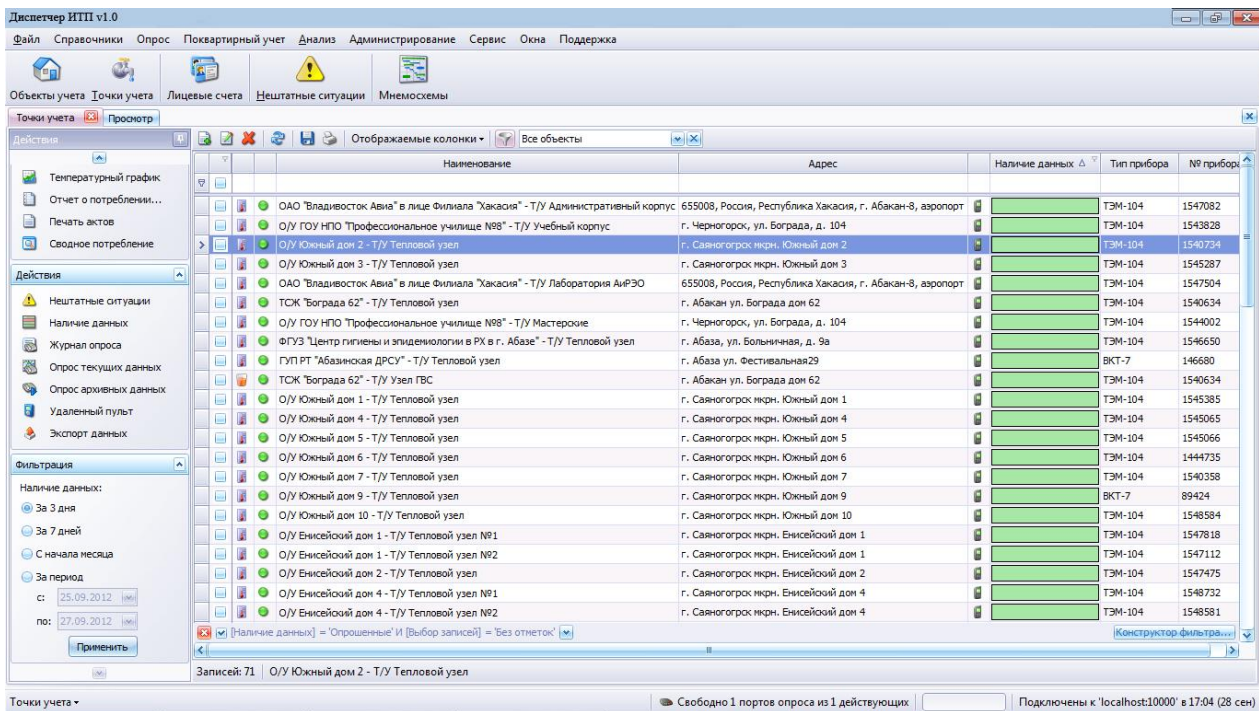 Диспетчер ИТП v1.0
Файл Справочники Опрос Поквартирный учет Анализ Администрирование Сервис Окна Поддержка
Объекты учета Точки учета Лицевые счета Нештатные ситуации Мнемосхемы
Точки учета Просмотр
Действия
Температурный график
Отчет о потреблении...
Печать актов
Сводное потребление
Действия
Нештатные ситуации
Наличие данных
Журнал опроса
Опрос текущих данных
Опрос архивных данных
Удаленный пульт
Экспорт данных
Фильтрация
Наличие данных:
За 3 дня
За 7 дней
С начала месяца
За период
с: 25.09.2012
по: 27.09.2012
Применить
Отображаемые колонки Все объекты
Наименование Адрес Наличие данных Тип прибора № прибора
ОАО "Владивосток Авиа" в лице Филиала "Хакасия" - Т/У Административный корпус 655008, Россия, Республика Хакасия, г. Абакан-8, аэропорт ТЭМ-104 1547082
О/У ГОУ НПО "Профессиональное училище №8" - Т/У Учебный корпус г. Черногорск, ул. Бограда, д. 104 ТЭМ-104 1543828
О/У Южный дом 2 - Т/У Тепловой узел г. Саяногогрск мкрн. Южный дом 2 ТЭМ-104 1540734
О/У Южный дом 3 - Т/У Тепловой узел г. Саяногогрск мкрн. Южный дом 3 ТЭМ-104 1545287
ОАО "Владивосток Авиа" в лице Филиала "Хакасия" - Т/У Лаборатория АиРЭО 655008, Россия, Республика Хакасия, г. Абакан-8, аэропорт ТЭМ-104 1547504
ТСЖ "Бограда 62" - Т/У Тепловой узел г. Абакан ул. Бограда дом 62 ТЭМ-104 1540634
О/У ГОУ НПО "Профессиональное училище №8" - Т/У Мастерские г. Черногорск, ул. Бограда, д. 104 ТЭМ-104 1544002
ФГУЗ "Центр гигиены и эпидемиологии в РХ в г. Абазе" - Т/У Тепловой узел г. Абаза, ул. Больничная, д. 9а ТЭМ-104 1546650
ГУП РТ "Абазинская ДРСУ" - Т/У Тепловой узел г. Абаза ул. Фестивальная29 ВКТ-7 146680
ТСЖ "Бограда 62" - Т/У Узел ГВС г. Абакан ул. Бограда дом 62 ТЭМ-104 1540634
О/У Южный дом 1 - Т/У Тепловой узел г. Саяногогрск мкрн. Южный дом 1 ТЭМ-104 1545385
О/У Южный дом 4 - Т/У Тепловой узел г. Саяногогрск мкрн. Южный дом 4 ТЭМ-104 1545065
О/У Южный дом 5 - Т/У Тепловой узел г. Саяногогрск мкрн. Южный дом 5 ТЭМ-104 1545066
О/У Южный дом 6 - Т/У Тепловой узел г. Саяногогрск мкрн. Южный дом 6 ТЭМ-104 1444735
О/У Южный дом 7 - Т/У Тепловой узел г. Саяногогрск мкрн. Южный дом 7 ТЭМ-104 1540358
О/У Южный дом 9 - Т/У Тепловой узел г. Саяногогрск мкрн. Южный дом 9 ВКТ-7 89424
О/У Южный дом 10 - Т/У Тепловой узел г. Саяногогрск мкрн. Южный дом 10 ТЭМ-104 1548584
О/У Енисейский дом 1 - Т/У Тепловой узел №1 г. Саяногогрск мкрн. Енисейский дом 1 ТЭМ-104 1547818
О/У Енисейский дом 1 - Т/У Тепловой узел №2 г. Саяногогрск мкрн. Енисейский дом 1 ТЭМ-104 1547112
О/У Енисейский дом 2 - Т/У Тепловой узел г. Саяногогрск мкрн. Енисейский дом 2 ТЭМ-104 1547475
О/У Енисейский дом 4 - Т/У Тепловой узел №1 г. Саяногогрск мкрн. Енисейский дом 4 ТЭМ-104 1548732
О/У Енисейский дом 4 - Т/У Тепловой узел №2 г. Саяногогрск мкрн. Енисейский дом 4 ТЭМ-104 1548581
[Наличие данных] = 'Опрошенные' И [Выбор записей] = 'Без отметок' Конструктор фильтра...
Записей: 71 О/У Южный дом 2 - Т/У Тепловой узел
Точки учета Свободно 1 портов опроса из 1 действующих Подключены к 'localhost:10000' в 17:04 (28 сен)